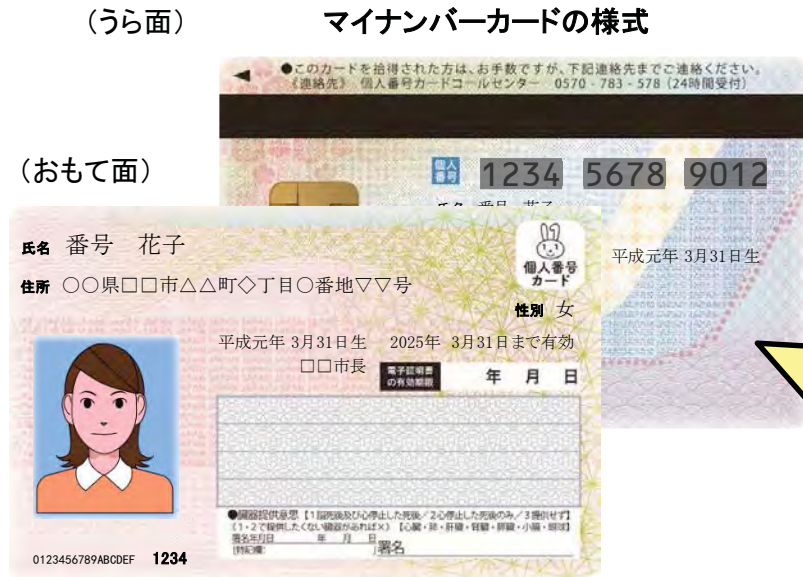 （うら面）
マイナンバーカードの様式
●このカードを拾得された方は、お手数ですが、下記連絡先までご連絡ください。
《連絡先》 個人番号カードコールセンター 0570-783-578（24時間受付）
（おもて面）
個人番号 1234 5678 9012
氏名 番号 花子
平成元年 3月31日生
氏名 番号 花子
個人番号
カード
住所 〇〇県□□市△△町◇丁目〇番地▽▽号
性別 女
平成元年 3月31日生 2025年 3月31日まで有効
□□市長
電子証明書
の有効期限
年 月 日
●臓器提供意思【1脳死後及び心停止した死後／2心停止した死後のみ／3提供せず】
《1・2で提供したくない臓器があれば×》【心臓・肺・肝臓・腎臓・膵臓・小腸・眼球】
署名年月日 年 月 日
[特記欄: ]署名
0123456789ABCDEF 1234